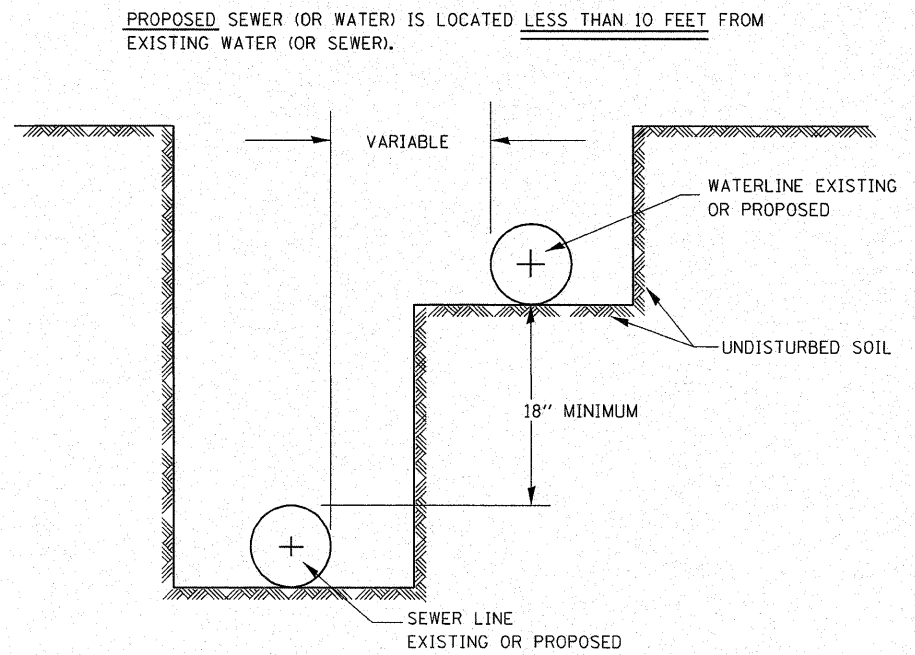 PROPOSED SEWER (OR WATER) IS LOCATED LESS THAN 10 FEET FROM
EXISTING WATER (OR SEWER).
VARIABLE
WATERLINE EXISTING
OR PROPOSED
UNDISTURBED SOIL
18″ MINIMUM
SEWER LINE
EXISTING OR PROPOSED